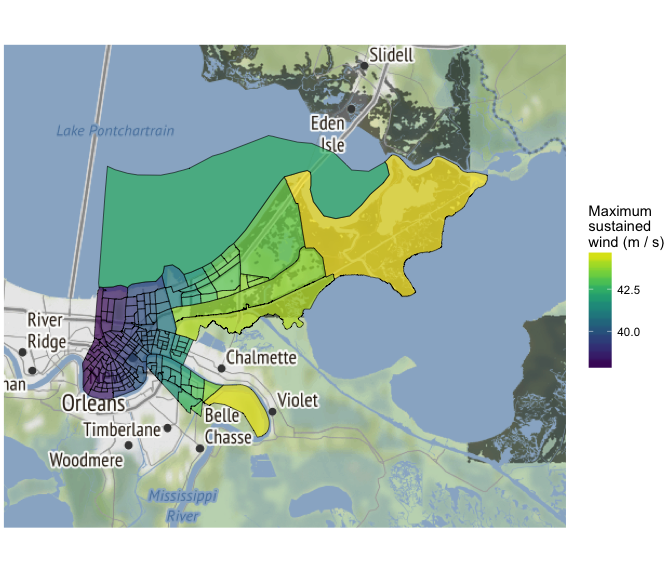 Slidell
Lake Pontchartrain
Eden
Isle
Maximum
sustained
wind (m / s)
42.5
40.0
River
Ridge
Chalmette
nan
Orleans
Belle
Chasse
Violet
Timberlane
Woodmere
Mississippi
River